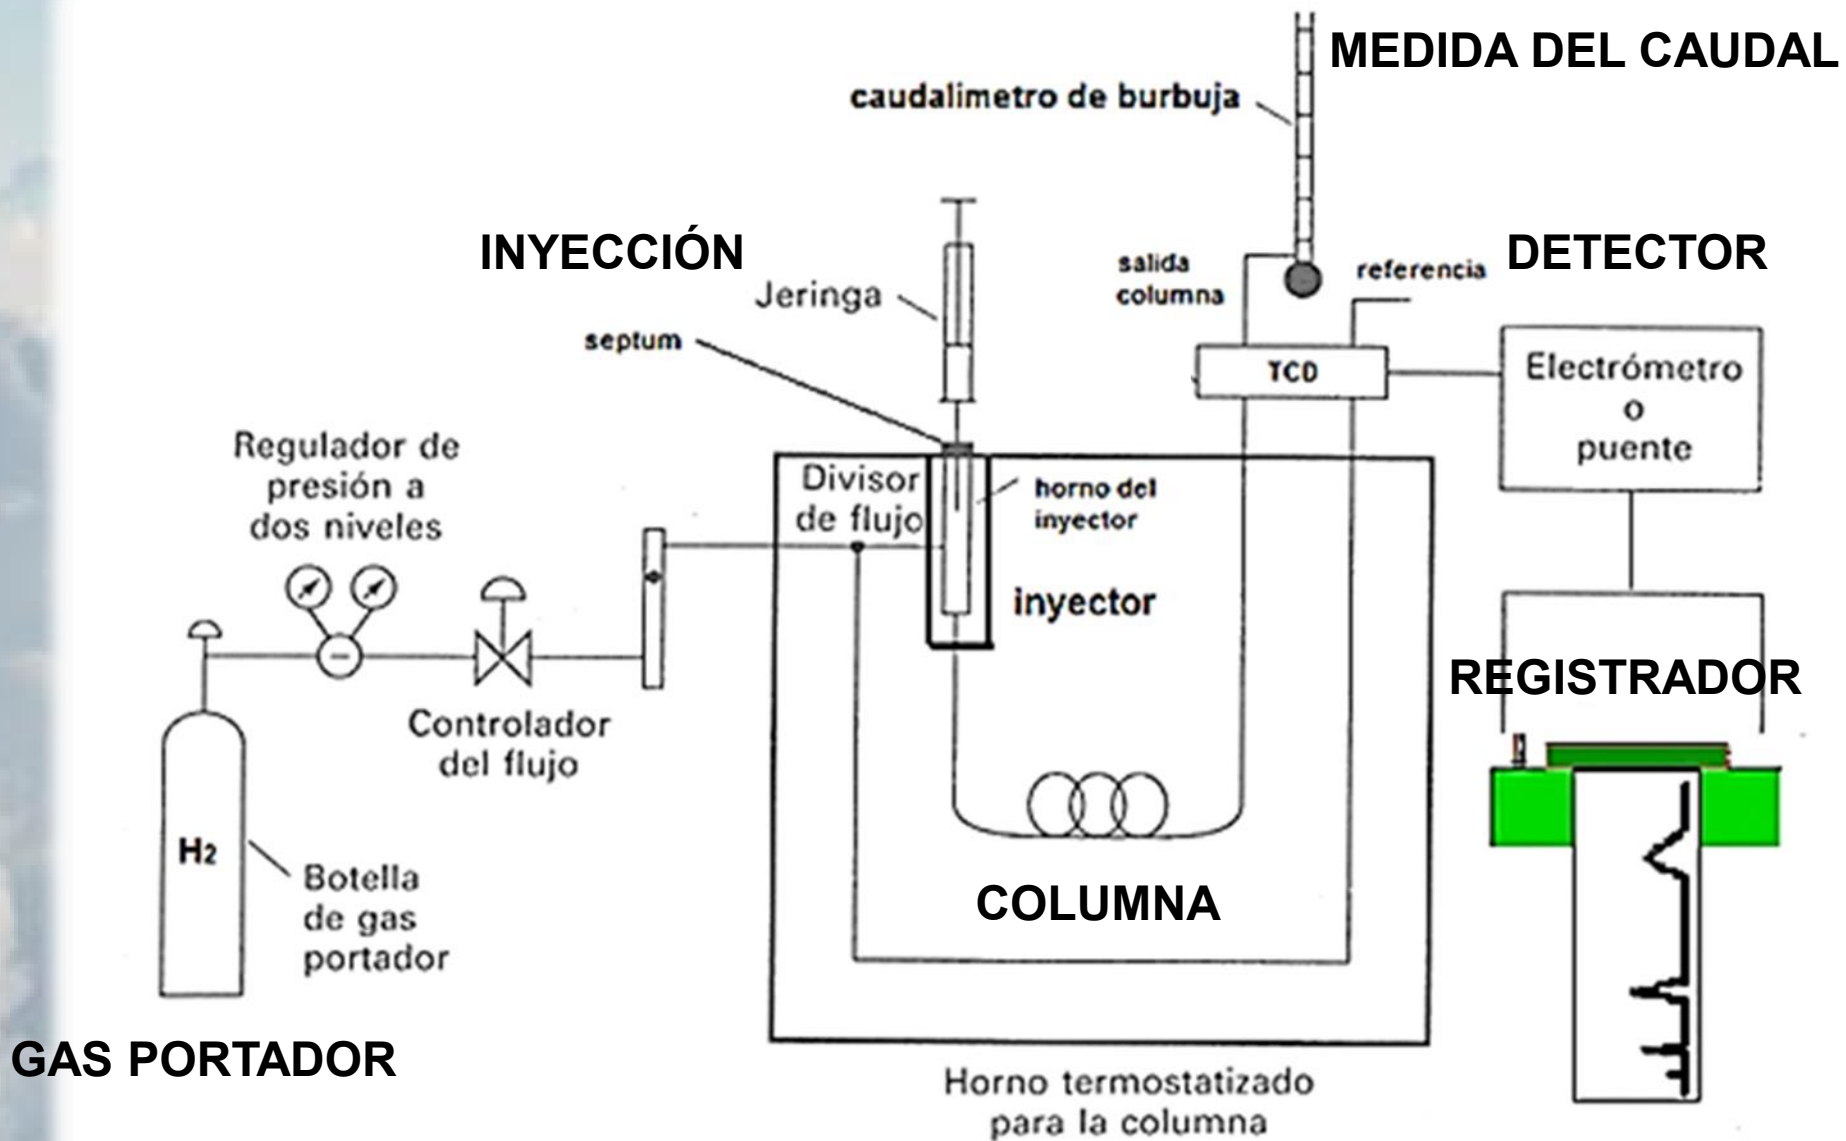 MEDIDA DEL CAUDAL
caudalimetro de burbuja
INYECCIÓN
Jeringa
septum
salida
columna
referencia
DETECTOR
TCD
Electrómetro
o
puente
Regulador de
presión a
dos niveles
Divisor
de flujo
horno del
inyector
inyector
Controlador
del flujo
REGISTRADOR
H2
Botella
de gas
portador
COLUMNA
GAS PORTADOR
Horno termostatizado
para la columna